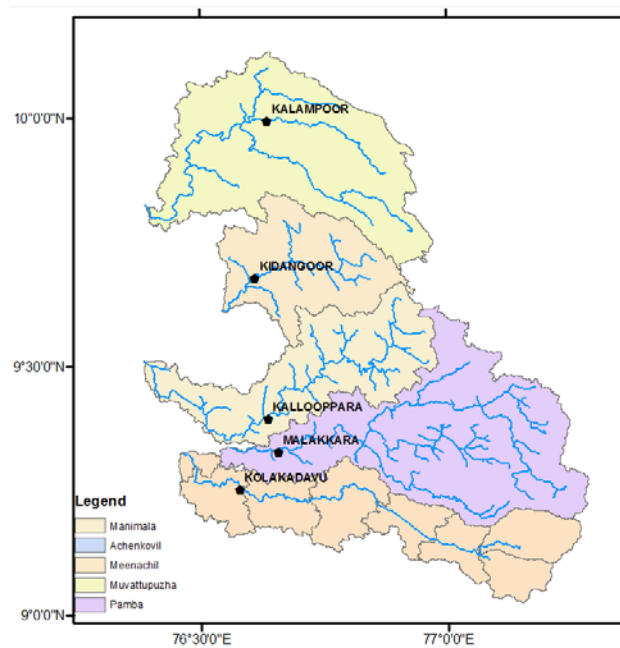 10°0'0"N
KALAMPOOR
KIDANGOOR
9°30'0"N
KALLOOPPARA
MALAKKARA
KOLAKADAVU
Legend
Manimala
Achenkovil
Meenachil
Muvattupuzha
Pamba
9°0'0"N
76°30'0"E
77°0'0"E